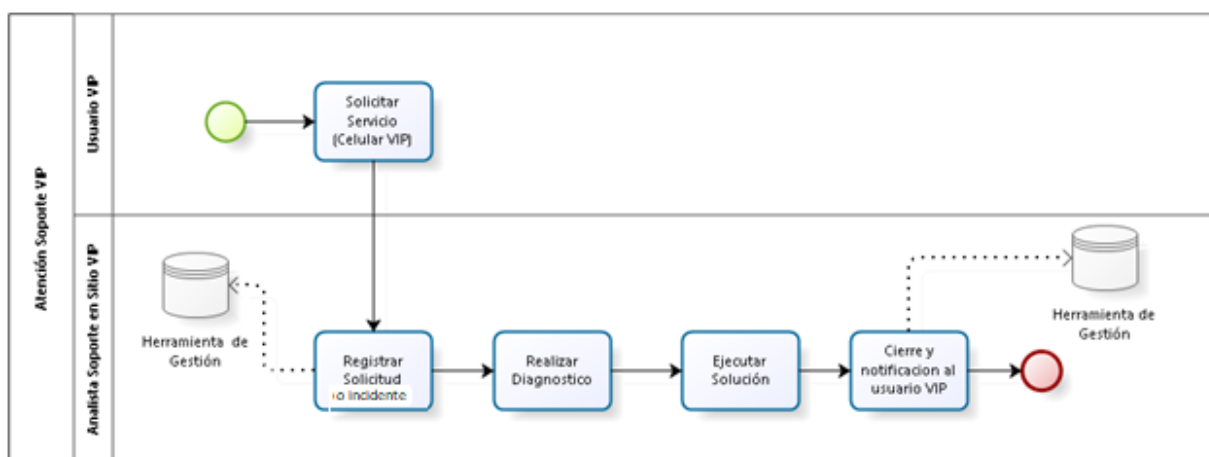 Atención Soporte VIP
Usuario VIP
Solicitar
Servicio
(Celular VIP)
Analista Soporte en Sitio VIP
Herramienta de
Gestión
Registrar
Solicitud
o incidente
Realizar
Diagnostico
Ejecutar
Solución
Cierre y
notificacion al
usuario VIP
Herramienta de
Gestión